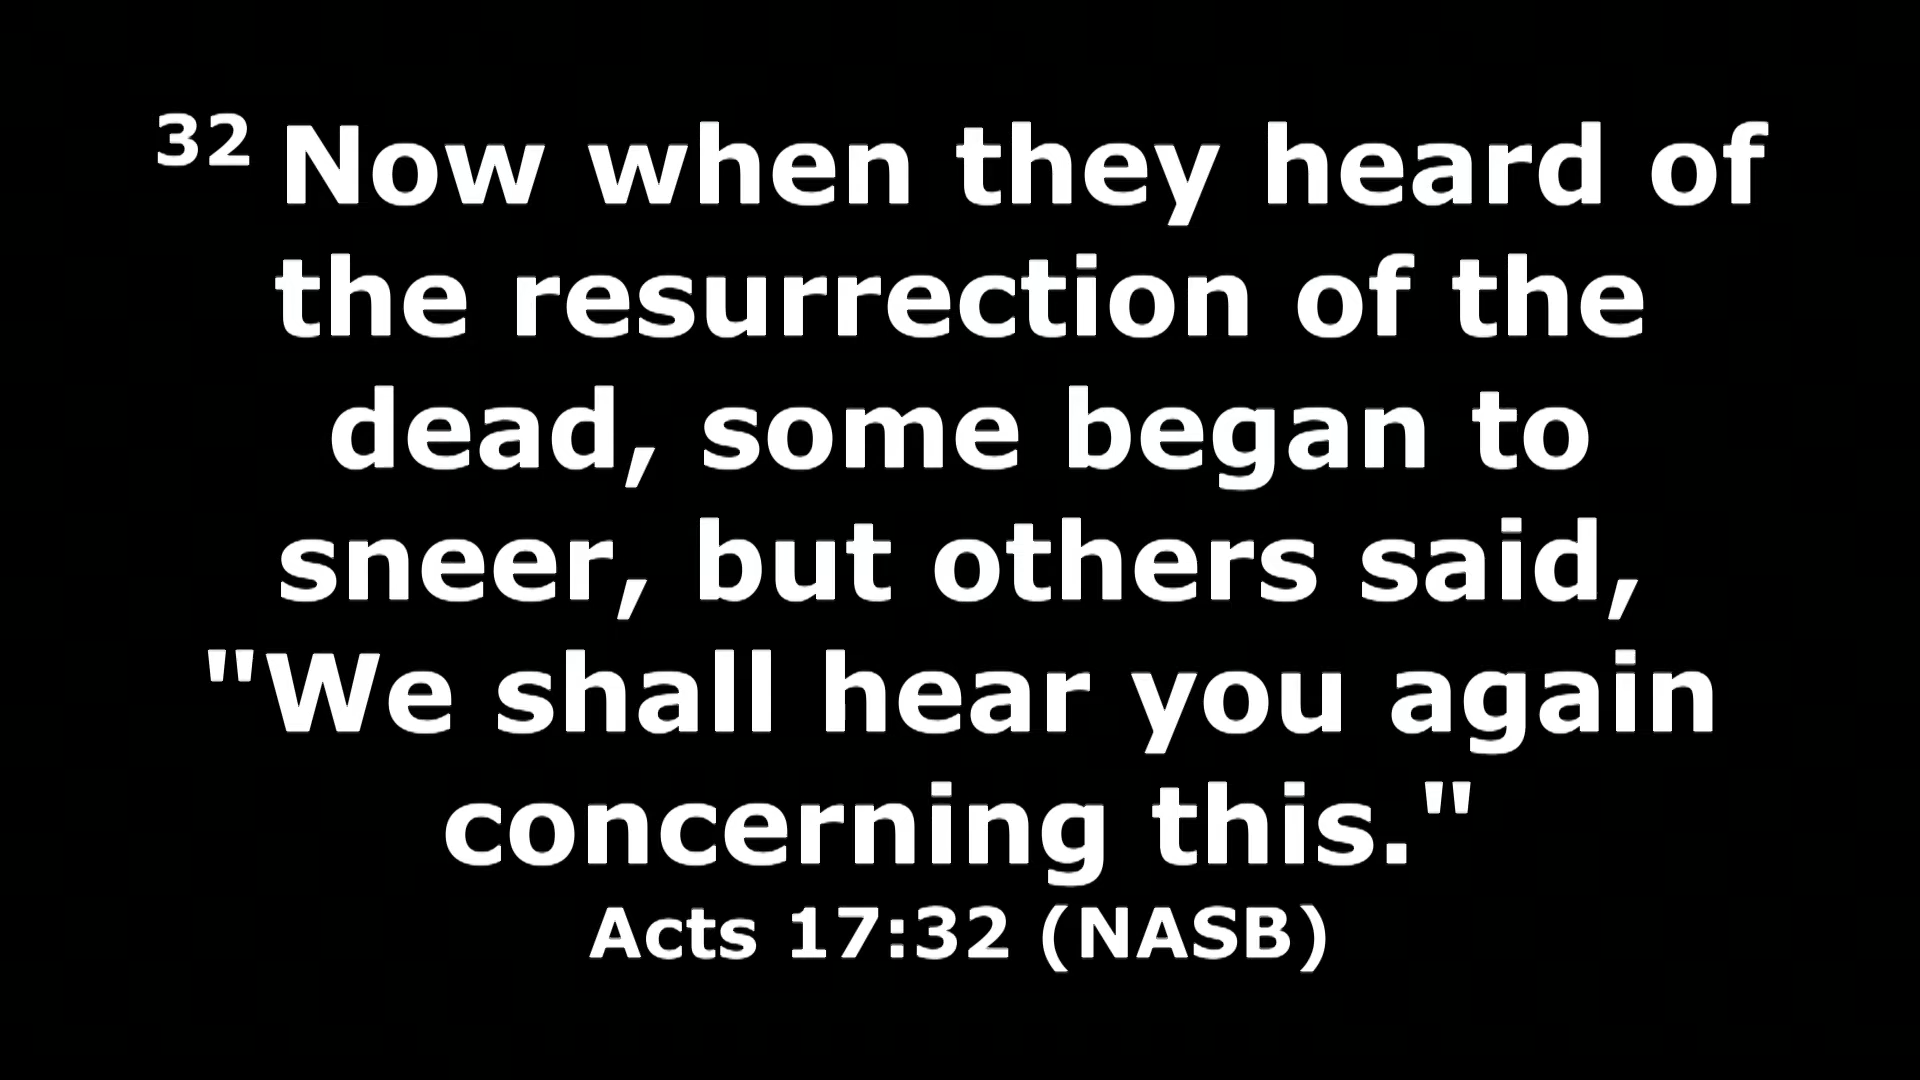 32 Now when they heard of
the resurrection of the
dead, some began to
sneer, but others said,
"We shall hear you again
concerning this."
Acts 17:32 (NASB)